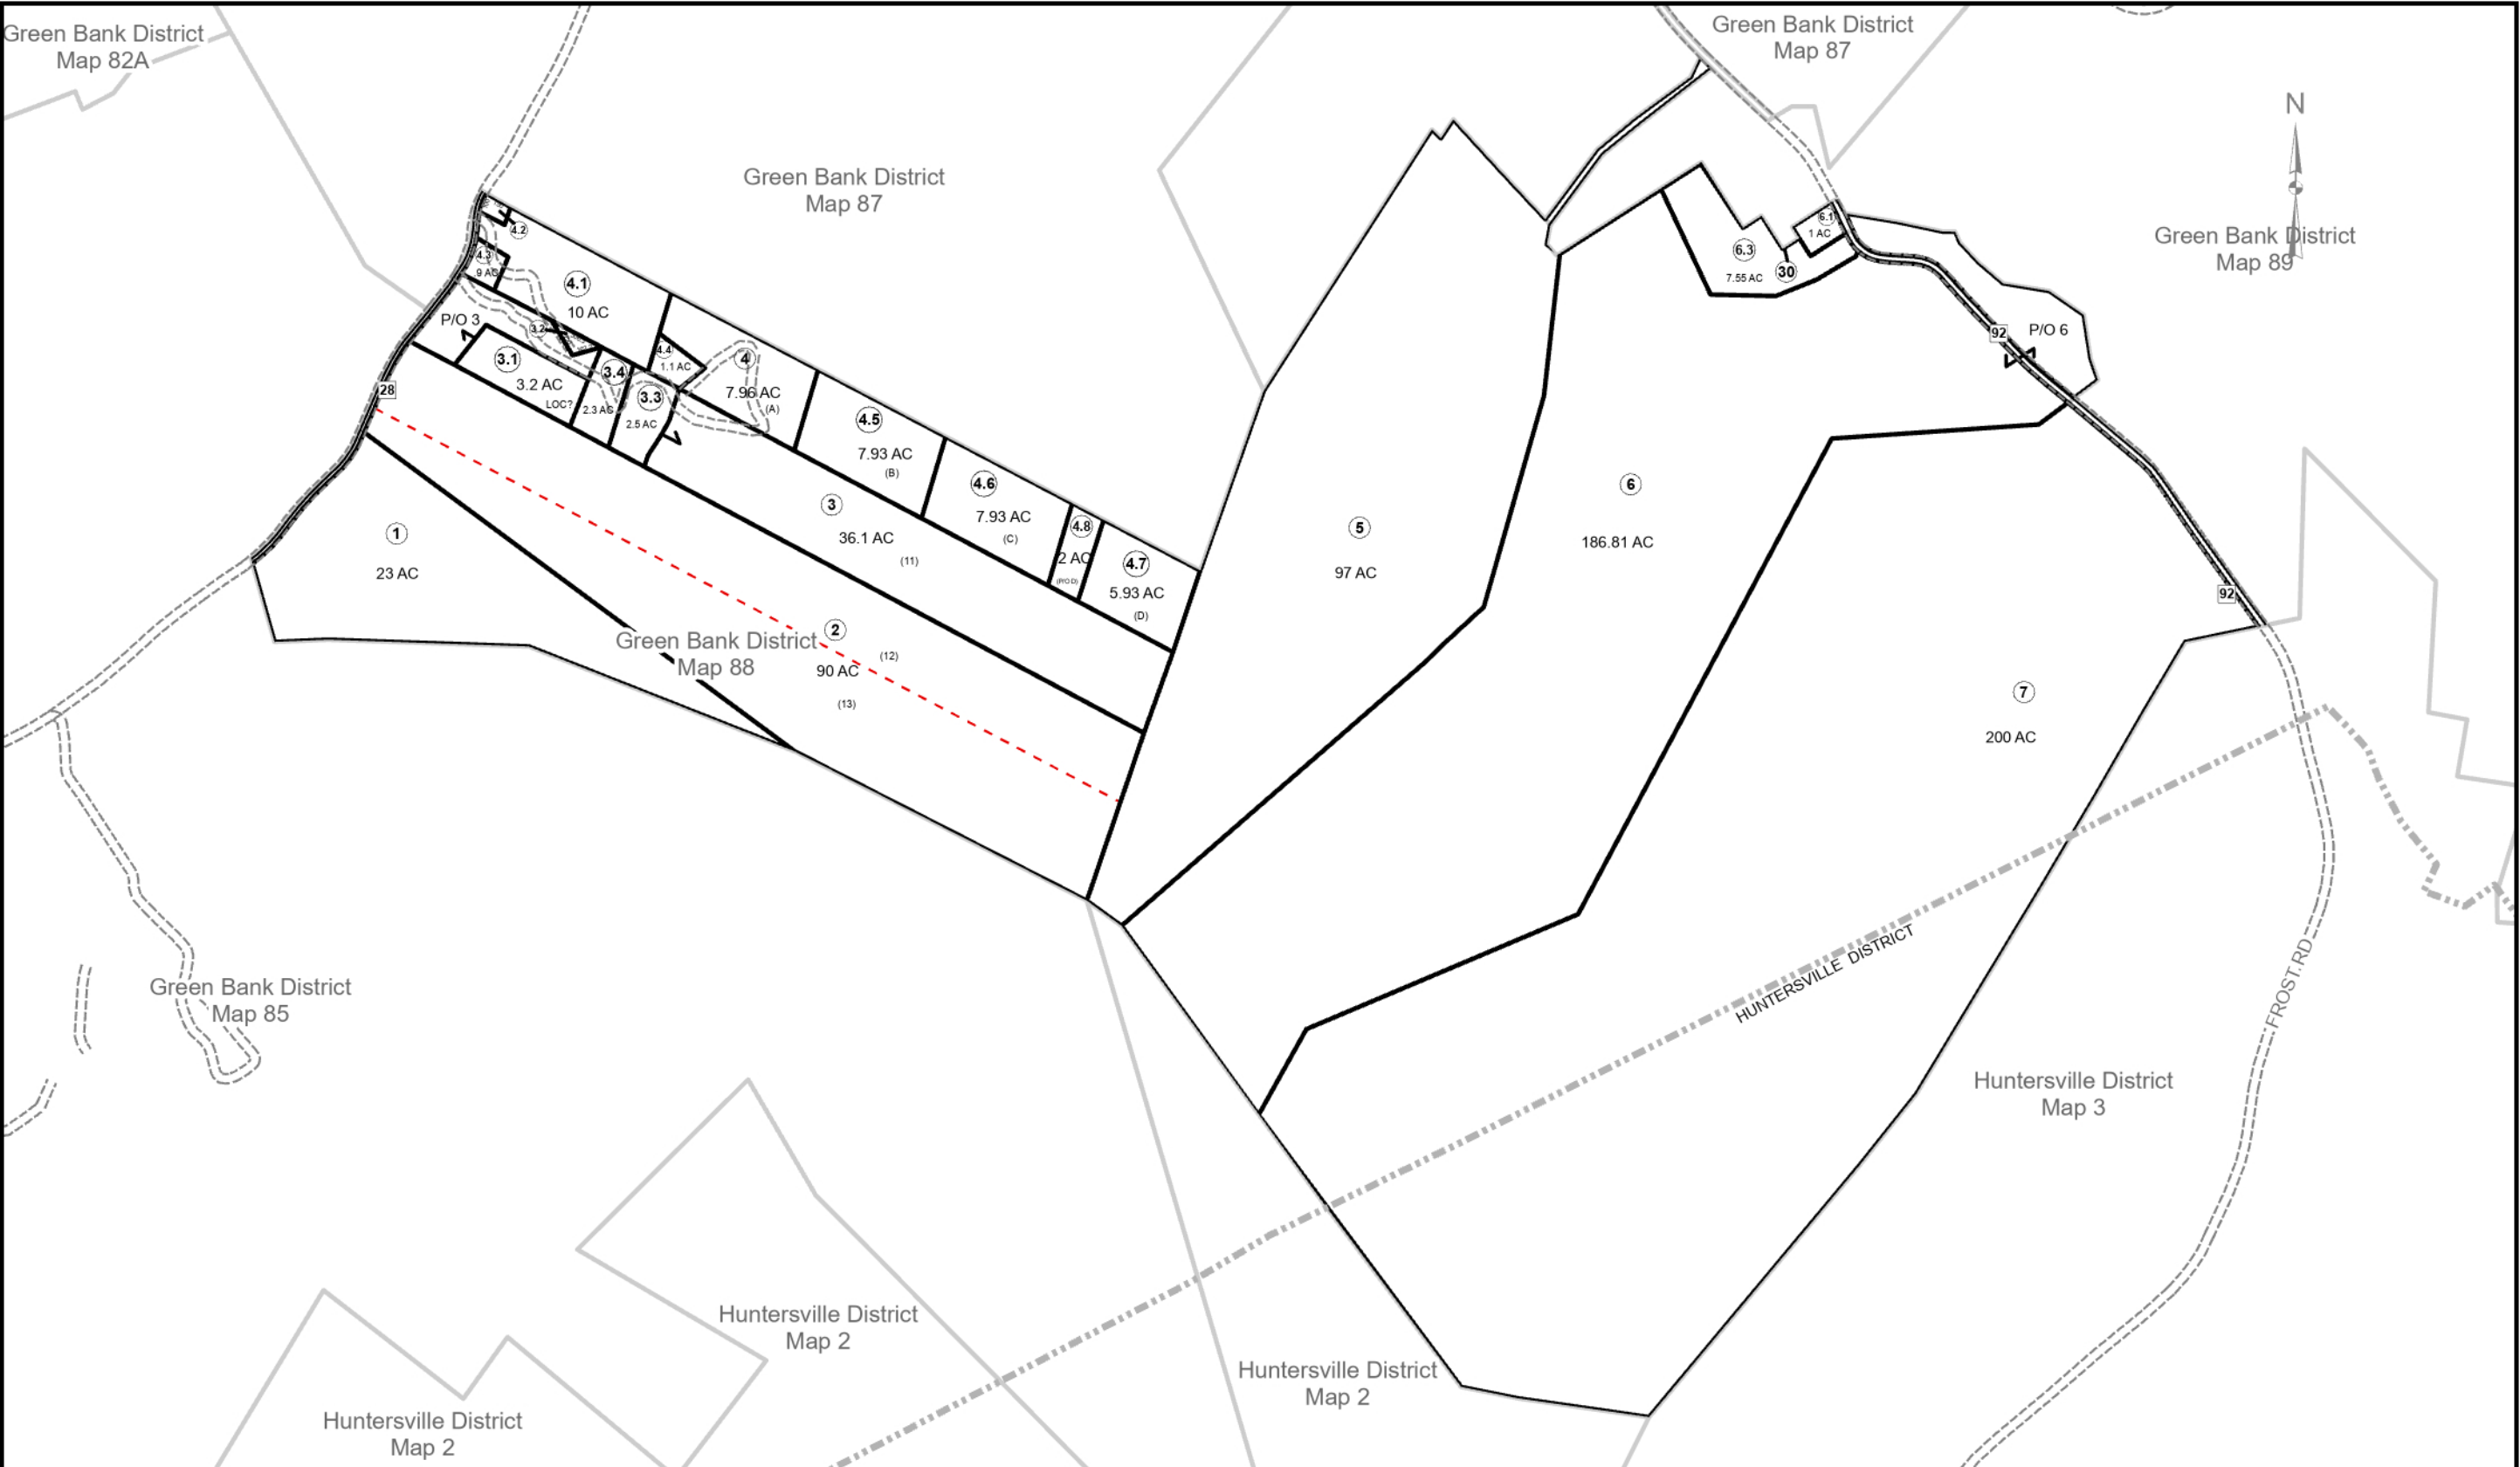 Green Bank District
Map 82A
Green Bank District
Map 87
N
Green Bank District
Map 87
Green Bank District
Map 89
4.2
4.3
9 AC
4.1
10 AC
P/O 3
3.2
3.1
3.2 AC
LOC?
3.4
2.3 AC
3.3
2.5 AC
4.4
1.1 AC
4
7.96 AC
(A)
4.5
7.93 AC
(B)
4.6
7.93 AC
(C)
4.8
2 AC
(P/O D)
4.7
5.93 AC
(D)
28
3
36.1 AC
(11)
1
23 AC
Green Bank District
Map 88
2
(12)
90 AC
(13)
5
97 AC
6
186.81 AC
6.1
1 AC
6.3
7.55 AC
30
92
P/O 6
92
7
200 AC
HUNTERSVILLE DISTRICT
FROST RD
Green Bank District
Map 85
Huntersville District
Map 3
Huntersville District
Map 2
Huntersville District
Map 2
Huntersville District
Map 2